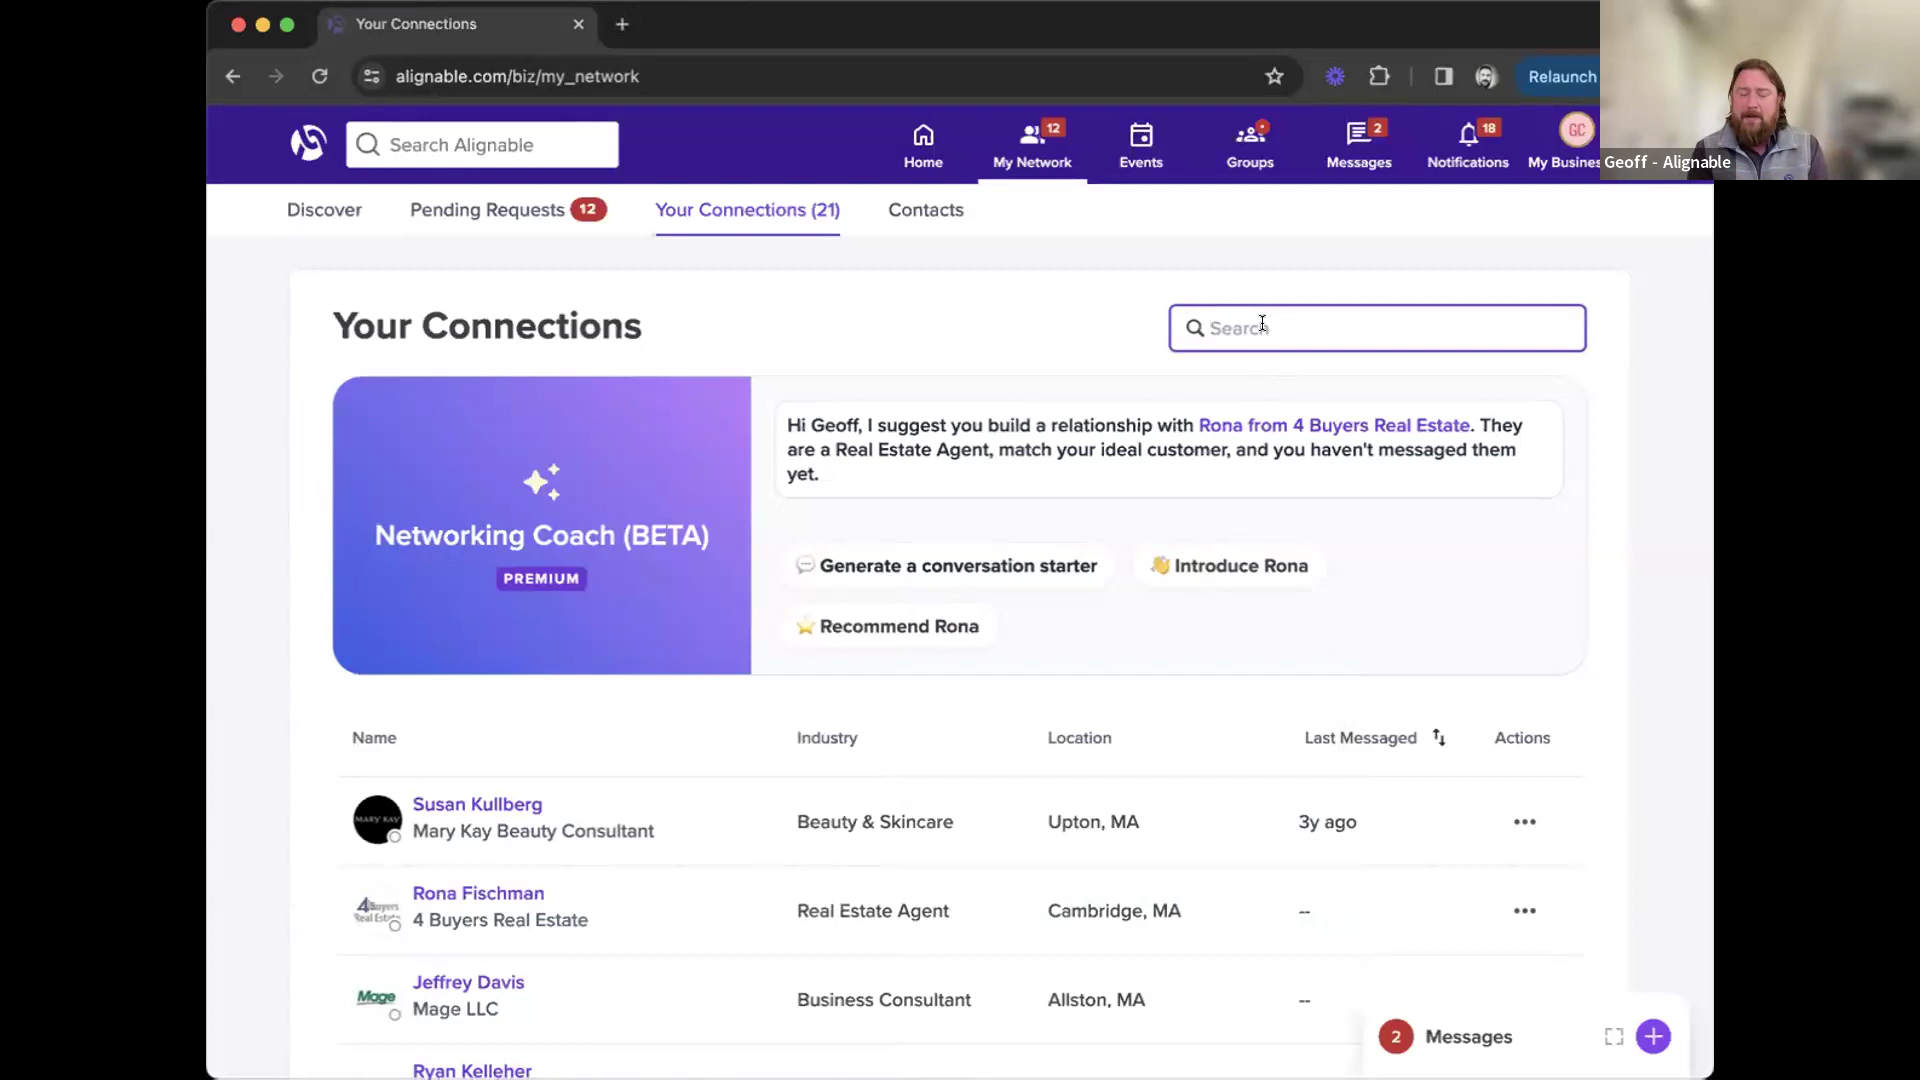 Your Connections
alignable.com/biz/my_network
Relaunch
Search Alignable
Home
12
My Network
Events
Groups
2
Messages
18
Notifications
GC
My Busines
Geoff - Alignable
Discover
Pending Requests 12
Your Connections (21)
Contacts
Your Connections
Search
Networking Coach (BETA)
PREMIUM
Hi Geoff, I suggest you build a relationship with Rona from 4 Buyers Real Estate. They
are a Real Estate Agent, match your ideal customer, and you haven't messaged them
yet.
Generate a conversation starter
Introduce Rona
Recommend Rona
Name Industry Location Last Messaged Actions
MARY KAY
Susan Kullberg
Mary Kay Beauty Consultant
Beauty & Skincare
Upton, MA
3y ago
4Buyers
Real Estate
Rona Fischman
4 Buyers Real Estate
Real Estate Agent
Cambridge, MA
--
Mage
Jeffrey Davis
Mage LLC
Business Consultant
Allston, MA
--
Ryan Kelleher
2 Messages